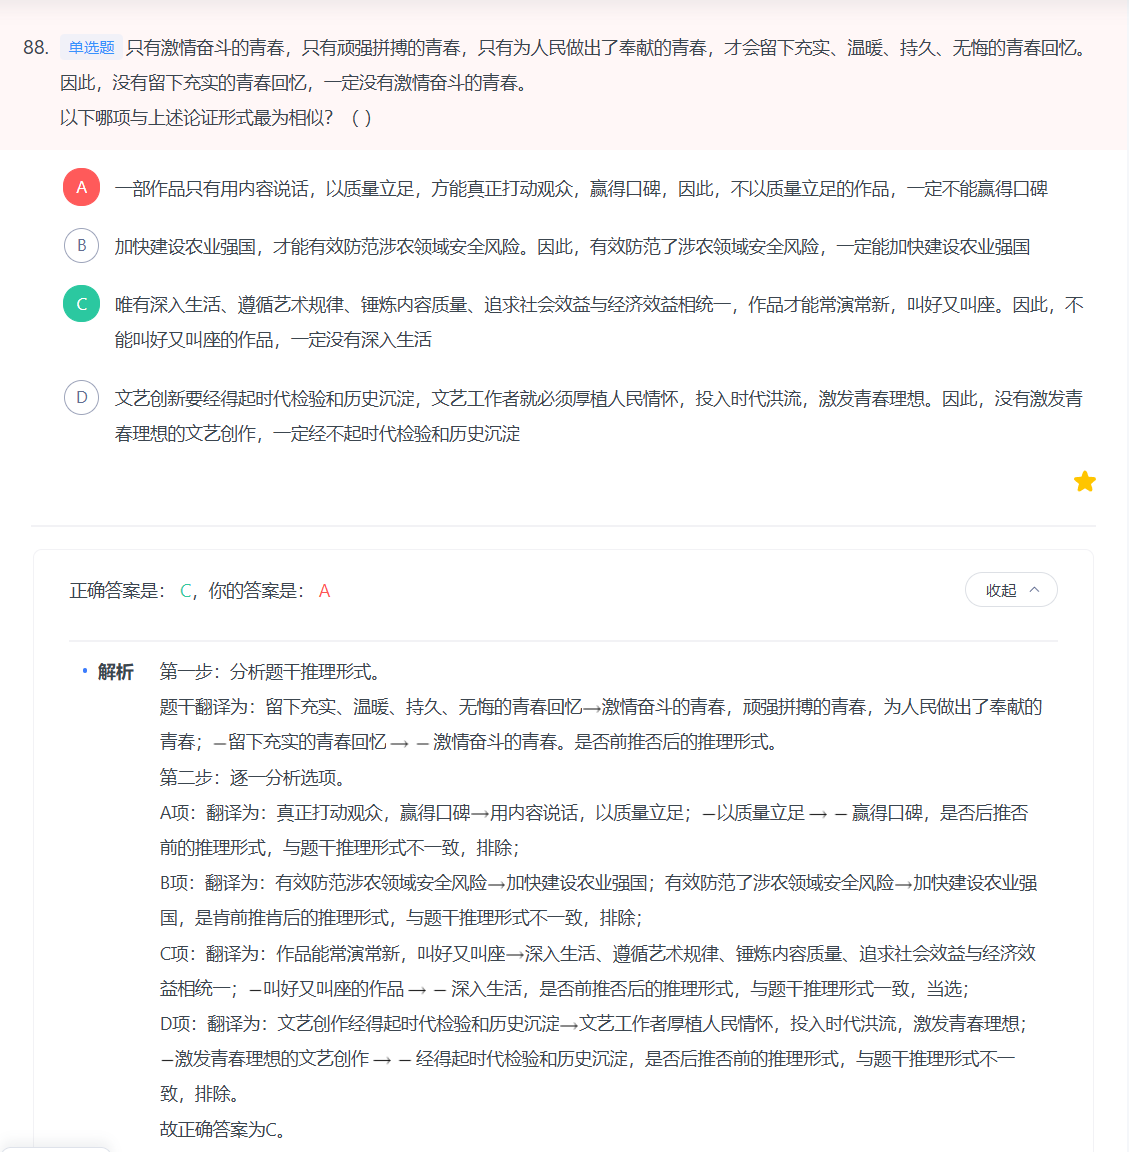 88. 单选题 只有激情奋斗的青春，只有顽强拼搏的青春，只有为人民做出了奉献的青春，才会留下充实、温暖、持久、无悔的青春回忆。
因此，没有留下充实的青春回忆，一定没有激情奋斗的青春。
以下哪项与上述论证形式最为相似？（ ）
A 一部作品只有用内容说话，以质量立足，方能真正打动观众，赢得口碑，因此，不以质量立足的作品，一定不能赢得口碑
B 加快建设农业强国，才能有效防范涉农领域安全风险。因此，有效防范了涉农领域安全风险，一定能加快建设农业强国
C 唯有深入生活、遵循艺术规律、锤炼内容质量、追求社会效益与经济效益相统一，作品才能常演常新，叫好又叫座。因此，不
能叫好又叫座的作品，一定没有深入生活
D 文艺创新要经得起时代检验和历史沉淀，文艺工作者就必须厚植人民情怀，投入时代洪流，激发青春理想。因此，没有激发青
春理想的文艺创作，一定经不起时代检验和历史沉淀
正确答案是： C，你的答案是： A
收起
解析 第一步：分析题干推理形式。
题干翻译为：留下充实、温暖、持久、无悔的青春回忆→激情奋斗的青春，顽强拼搏的青春，为人民做出了奉献的
青春；—留下充实的青春回忆 → — 激情奋斗的青春。是否前推否后的推理形式。
第二步：逐一分析选项。
A项：翻译为：真正打动观众，赢得口碑→用内容说话，以质量立足；—以质量立足 → — 赢得口碑，是否后推否
前的推理形式，与题干推理形式不一致，排除；
B项：翻译为：有效防范涉农领域安全风险→加快建设农业强国；有效防范了涉农领域安全风险→加快建设农业强
国，是肯前推肯后的推理形式，与题干推理形式不一致，排除；
C项：翻译为：作品能常演常新，叫好又叫座→深入生活、遵循艺术规律、锤炼内容质量、追求社会效益与经济效
益相统一；—叫好又叫座的作品 → — 深入生活，是否前推否后的推理形式，与题干推理形式一致，当选；
D项：翻译为：文艺创作经得起时代检验和历史沉淀→文艺工作者厚植人民情怀，投入时代洪流，激发青春理想；
—激发青春理想的文艺创作 → — 经得起时代检验和历史沉淀，是否后推否前的推理形式，与题干推理形式不一
致，排除。
故正确答案为C。